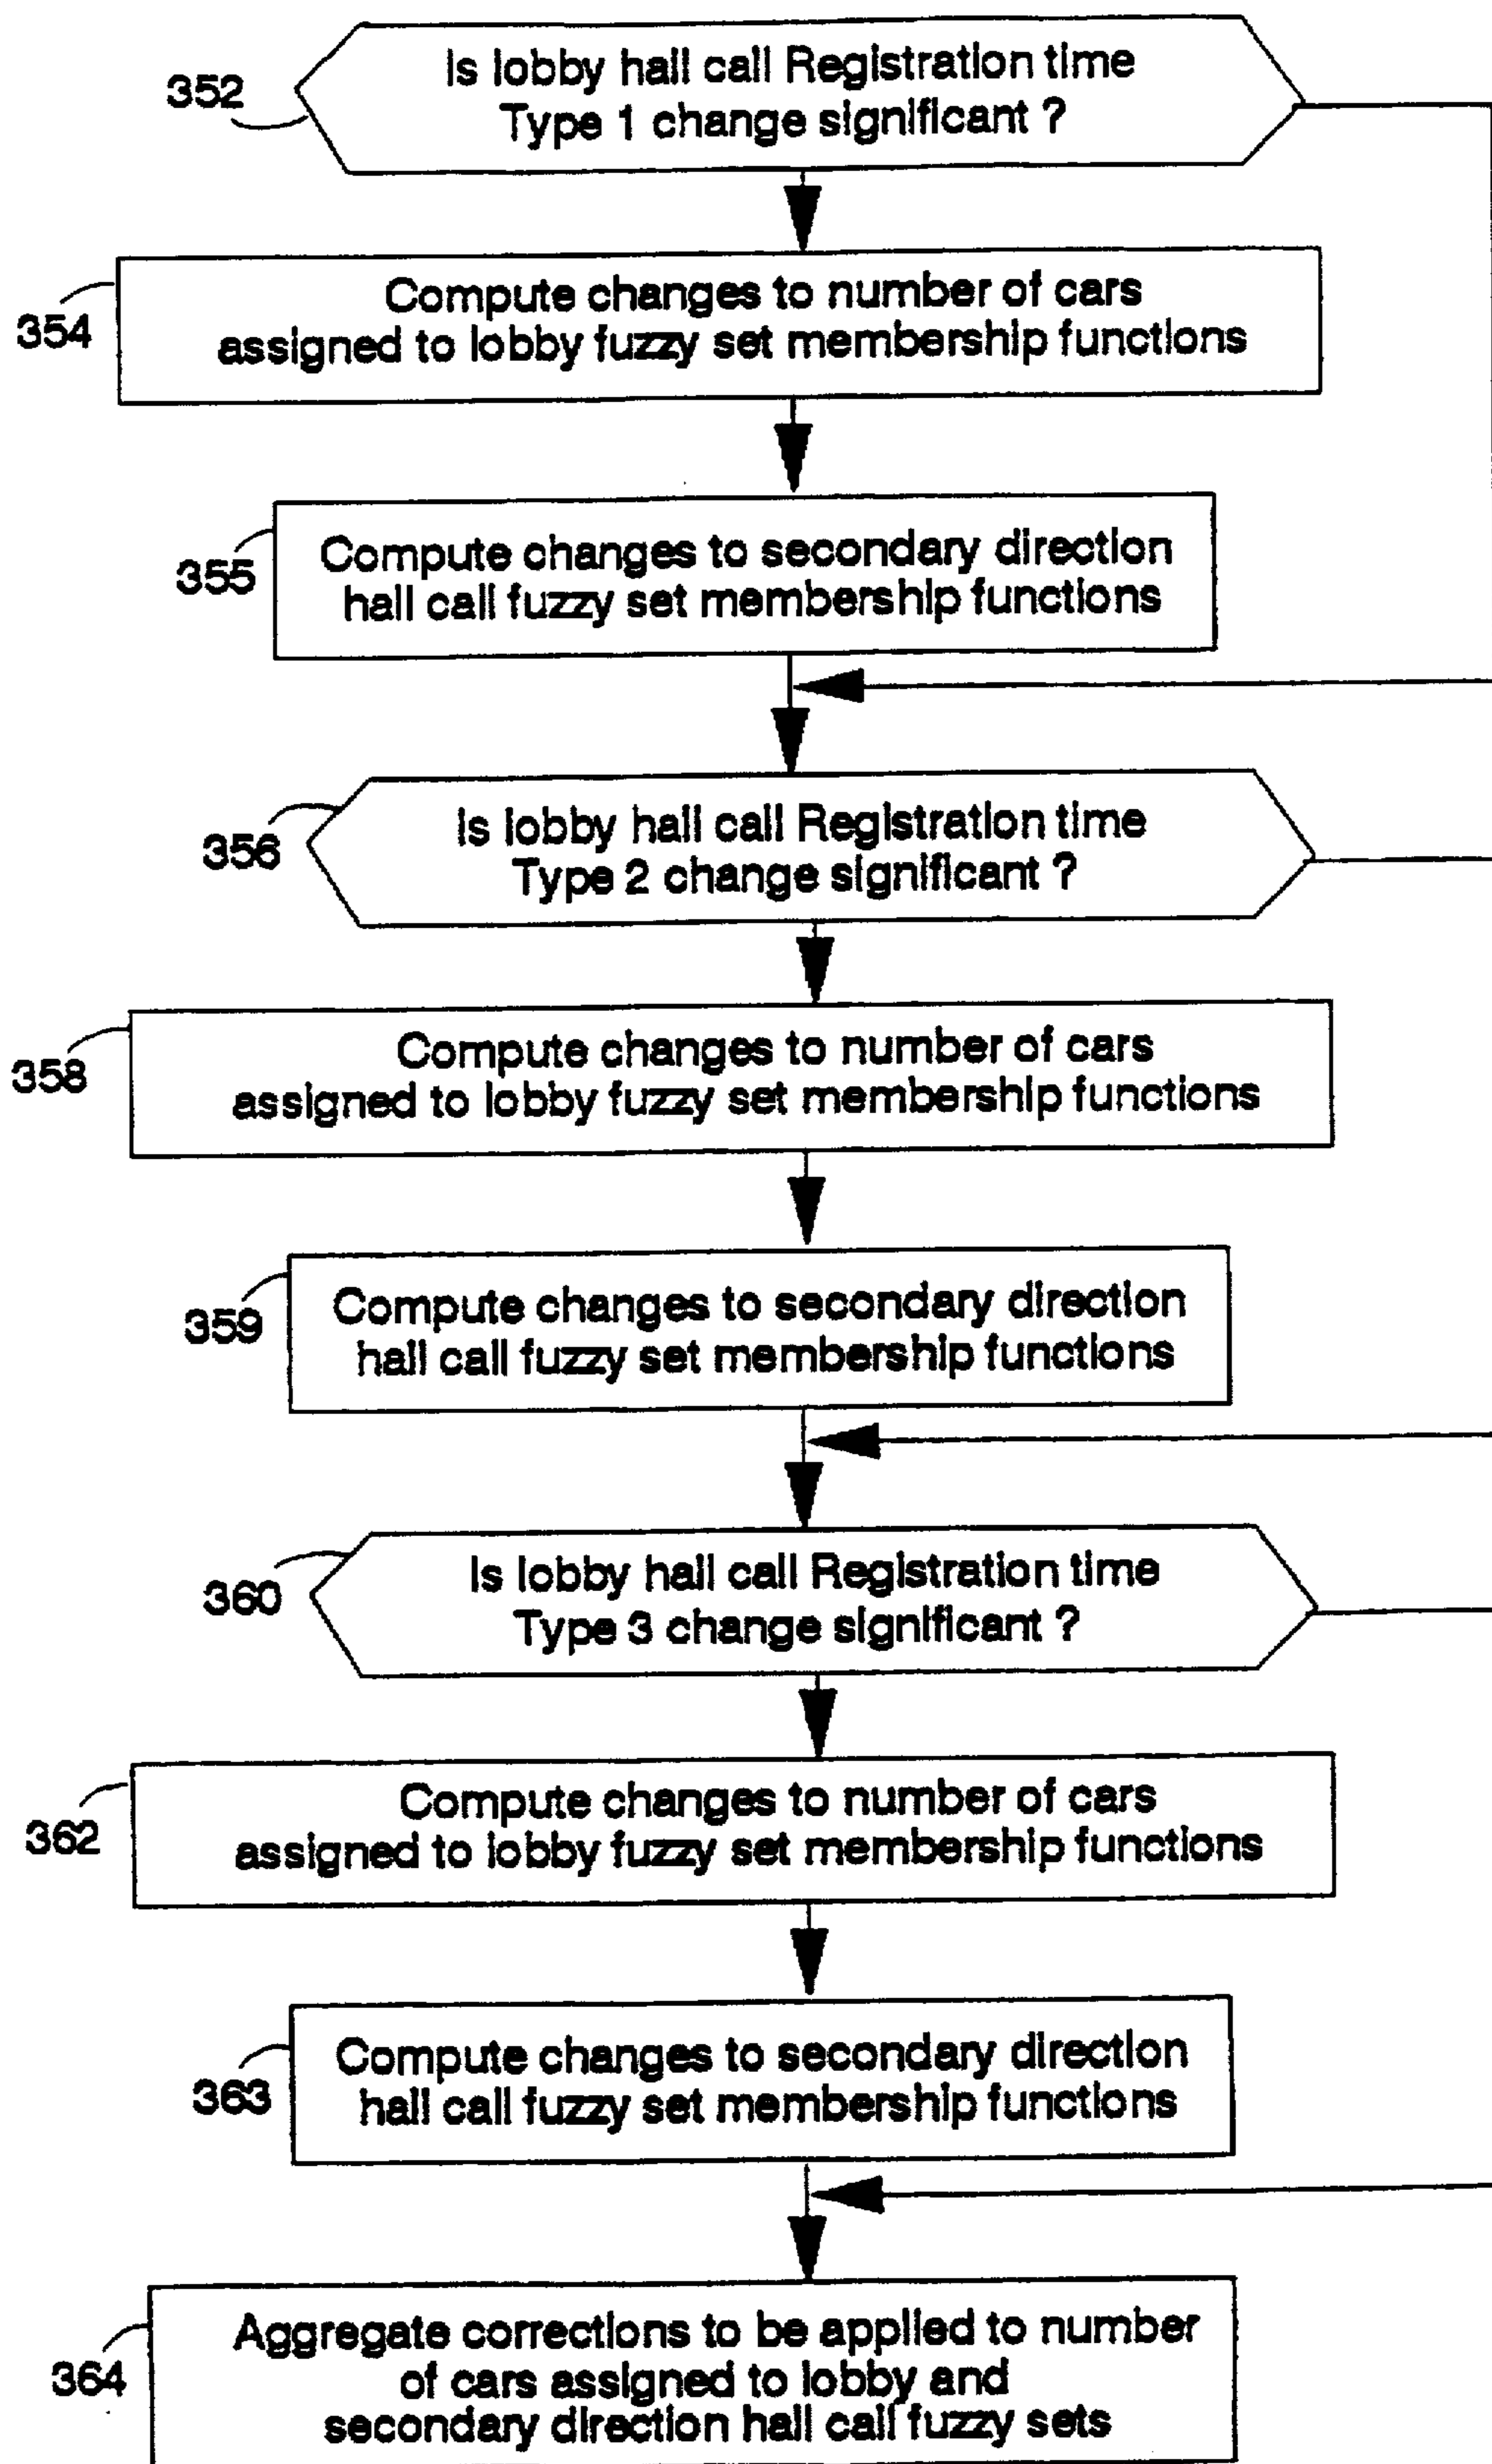 352
Is lobby hall call Registration time
Type 1 change significant ?
354
Compute changes to number of cars
assigned to lobby fuzzy set membership functions
355
Compute changes to secondary direction
hall call fuzzy set membership functions
356
Is lobby hall call Registration time
Type 2 change significant ?
358
Compute changes to number of cars
assigned to lobby fuzzy set membership functions
359
Compute changes to secondary direction
hall call fuzzy set membership functions
360
Is lobby hall call Registration time
Type 3 change significant ?
362
Compute changes to number of cars
assigned to lobby fuzzy set membership functions
363
Compute changes to secondary direction
hall call fuzzy set membership functions
364
Aggregate corrections to be applied to number
of cars assigned to lobby and
secondary direction hall call fuzzy sets